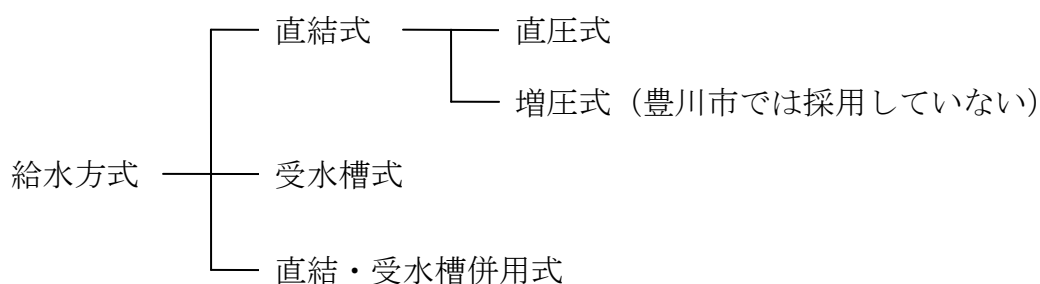 直結式
直圧式
増圧式（豊川市では採用していない）
給水方式
受水槽式
直結・受水槽併用式